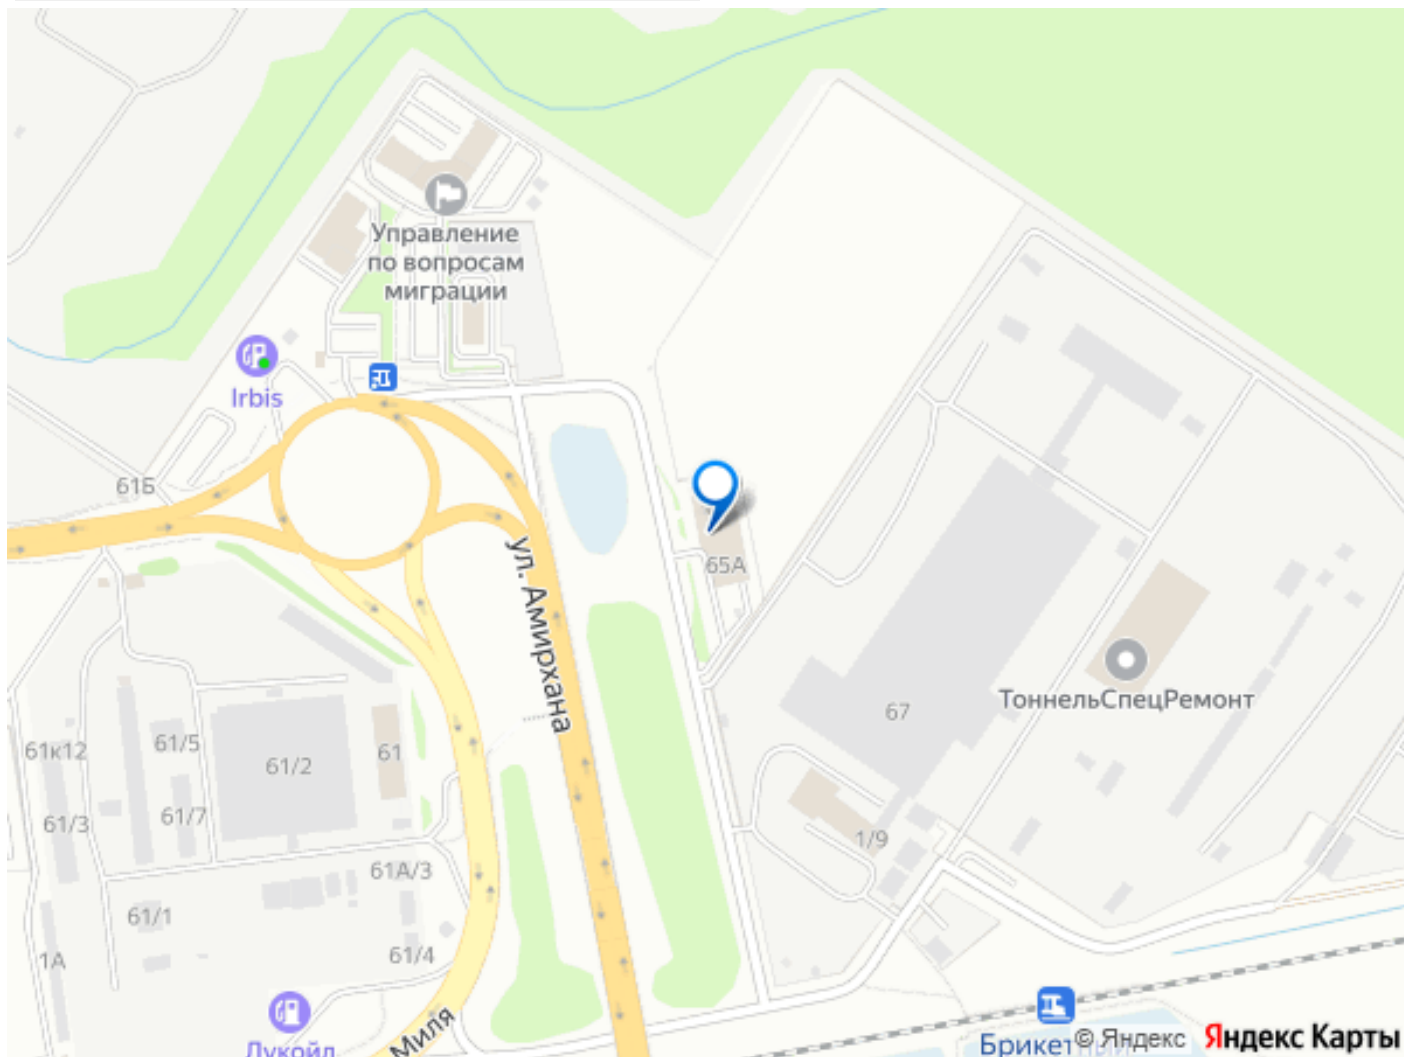 Управление
по вопросам
миграции
Irbis
61Б
ул. Амирхана
65А
ТоннельСпецРемонт
67
61к12
61/5
61/2
61
61/3
61/7
1/9
61А/3
61/1
1А
61/4
Лукойл
Миля
Брикетный
© Яндекс
Яндекс Карты